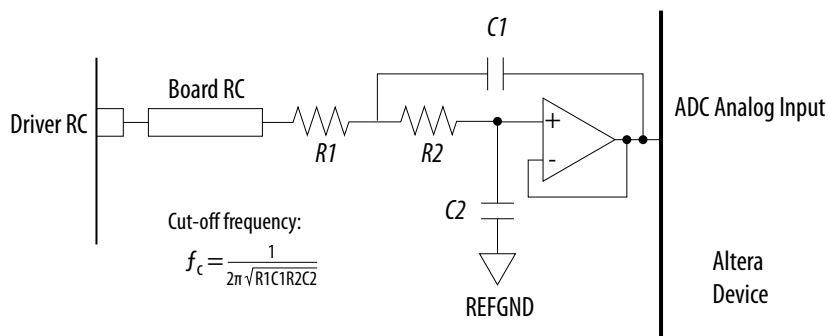 C1
Board RC
Driver RC
ADC Analog Input
+
-
R1
R2
C2
Cut-off frequency:
fc = 1 / 2π√R1C1R2C2
REFGND
Altera
Device